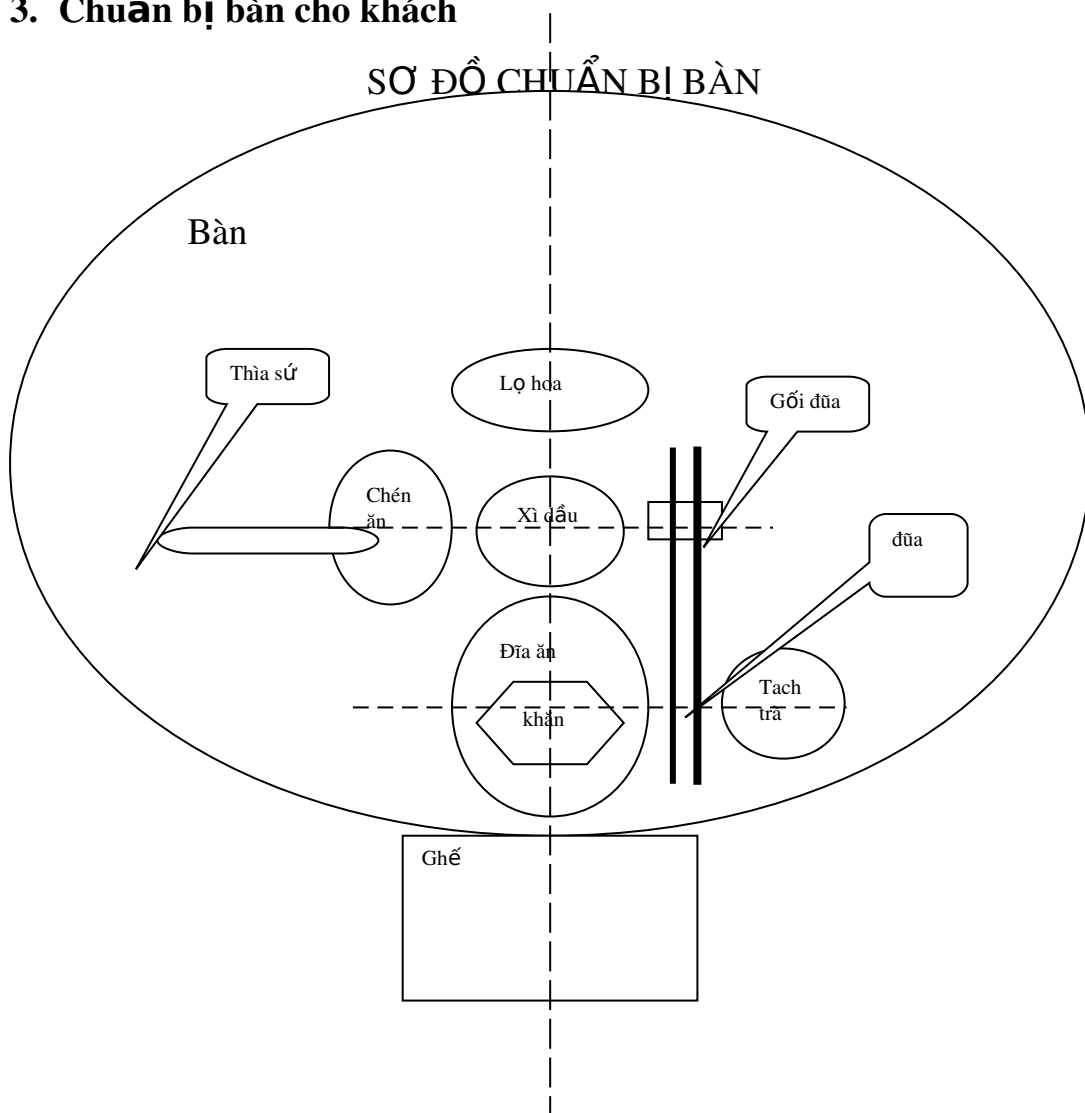 3. Chuẩn bị bàn cho khách
SƠ ĐỒ CHUẨN BỊ BÀN
Bàn
Thìa sứ
Lọ hoa
Gối đũa
Chén
ăn
Xì dầu
đũa
Đĩa ăn
khăn
Tach
trà
Ghế